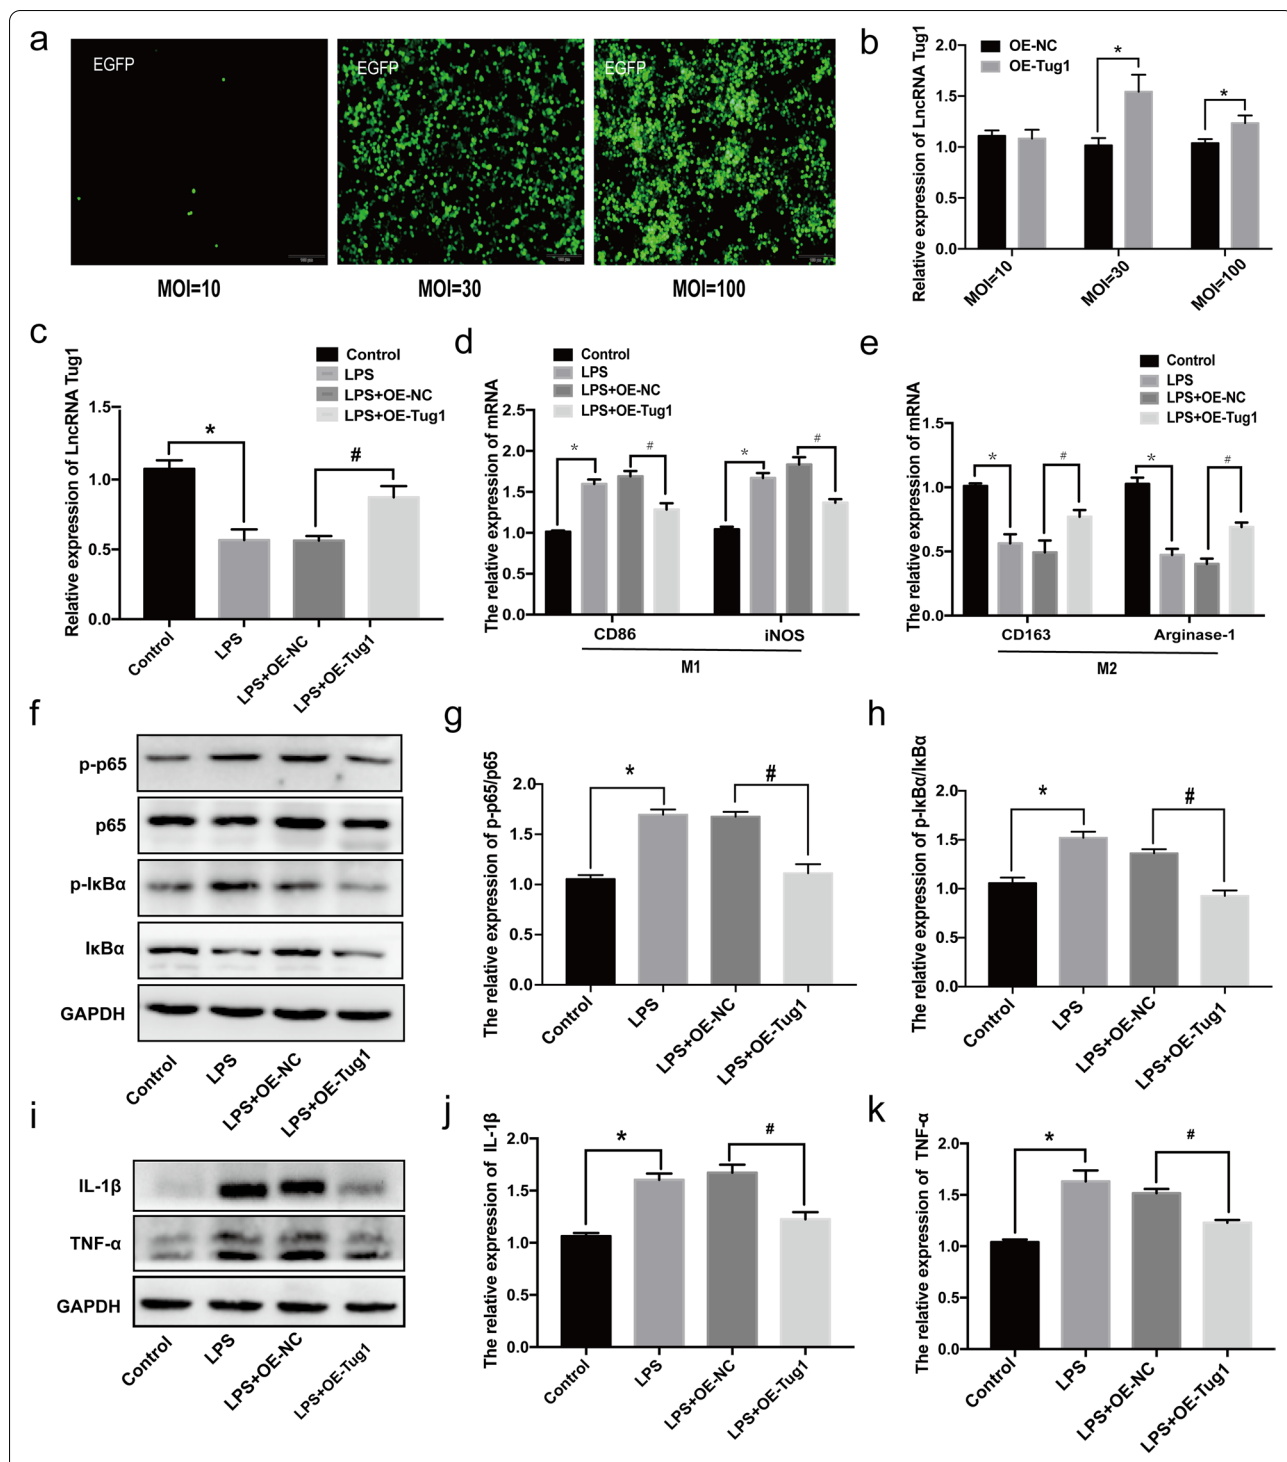 a
EGFP
EGFP
EGFP
MOI=10
MOI=30
MOI=100
b
OE-NC
OE-Tug1
Relative expression of LncRNA Tug1
2.0
1.5
1.0
0.5
0.0
*
*
MOI=10
MOI=30
MOI=100
c
Control
LPS
LPS+OE-NC
LPS+OE-Tug1
Relative expression of LncRNA Tug1
1.5
1.0
0.5
0.0
*
#
Control
LPS
LPS+OE-NC
LPS+OE-Tug1
d
Control
LPS
LPS+OE-NC
LPS+OE-Tug1
The relative expression of mRNA
2.5
2.0
1.5
1.0
0.5
0.0
*
#
*
#
CD86
iNOS
M1
e
Control
LPS
LPS+OE-NC
LPS+OE-Tug1
The relative expression of mRNA
1.5
1.0
0.5
0.0
*
#
*
#
CD163
Arginase-1
M2
f
p-p65
p65
p-IκBα
IκBα
GAPDH
Control
LPS
LPS+OE-NC
LPS+OE-Tug1
g
The relative expression of p-p65/p65
2.0
1.5
1.0
0.5
0.0
*
#
Control
LPS
LPS+OE-NC
LPS+OE-Tug1
h
The relative expression of p-IκBα/IκBα
2.0
1.5
1.0
0.5
0.0
*
#
Control
LPS
LPS+OE-NC
LPS+OE-Tug1
i
IL-1β
TNF-α
GAPDH
Control
LPS
LPS+OE-NC
LPS+OE-Tug1
j
The relative expression of IL-1β
2.0
1.5
1.0
0.5
0.0
*
#
Control
LPS
LPS+OE-NC
LPS+OE-Tug1
k
The relative expression of TNF-α
2.0
1.5
1.0
0.5
0.0
*
#
Control
LPS
LPS+OE-NC
LPS+OE-Tug1